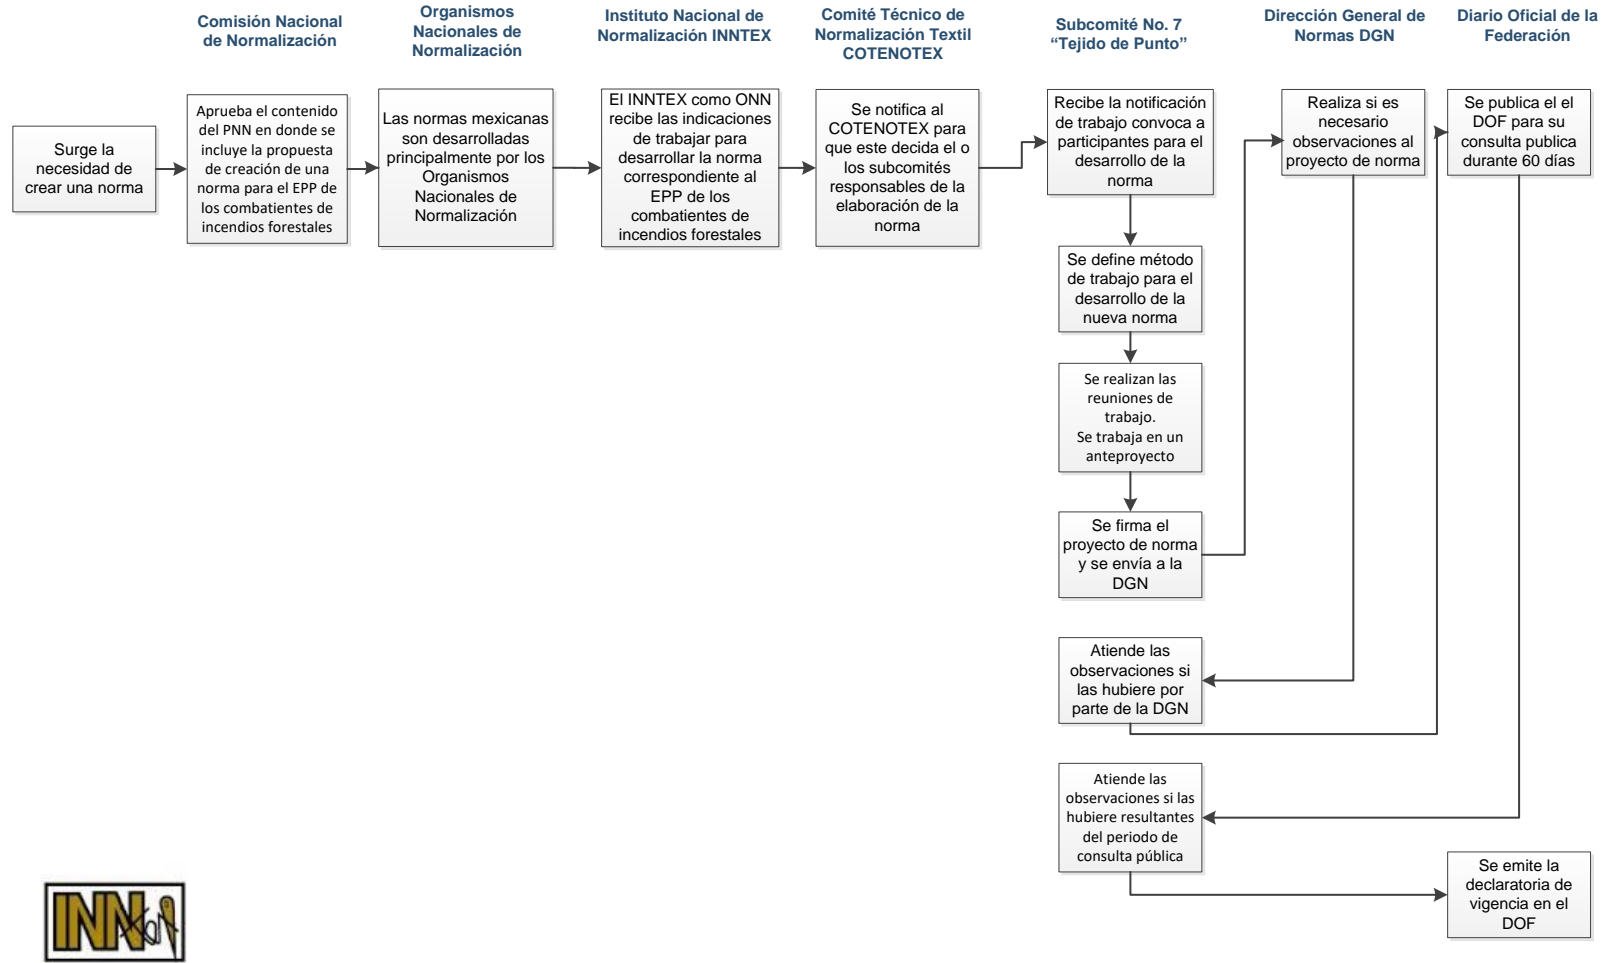 Comisión Nacional
de Normalización
Organismos
Nacionales de
Normalización
Instituto Nacional de
Normalización INNTEX
Comité Técnico de
Normalización Textil
COTENOTEX
Subcomité No. 7
“Tejido de Punto”
Dirección General de
Normas DGN
Diario Oficial de la
Federación
Surge la
necesidad de
crear una norma
Aprueba el contenido
del PNN en donde se
incluye la propuesta
de creación de una
norma para el EPP de
los combatientes de
incendios forestales
Las normas mexicanas
son desarrolladas
principalmente por los
Organismos
Nacionales de
Normalización
El INNTEX como ONN
recibe las indicaciones
de trabajar para
desarrollar la norma
correspondiente al
EPP de los
combatientes de
incendios forestales
Se notifica al
COTENOTEX para
que este decida el o
los subcomités
responsables de la
elaboración de la
norma
Recibe la notificación
de trabajo convoca a
participantes para el
desarrollo de la
norma
Realiza si es
necesario
observaciones al
proyecto de norma
Se publica el el
DOF para su
consulta publica
durante 60 días
Se define método
de trabajo para el
desarrollo de la
nueva norma
Se realizan las
reuniones de
trabajo.
Se trabaja en un
anteproyecto
Se firma el
proyecto de norma
y se envía a la
DGN
Atiende las
observaciones si
las hubiere por
parte de la DGN
Atiende las
observaciones si las
hubiere resultantes
del periodo de
consulta pública
Se emite la
declaratoria de
vigencia en el
DOF
INN